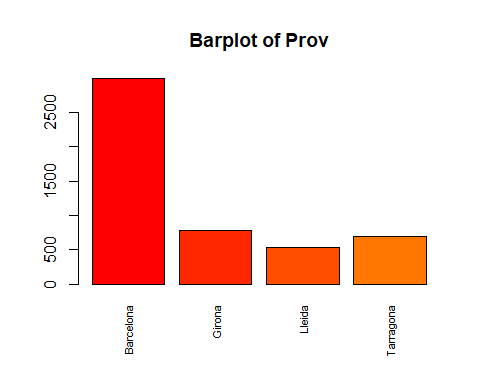 Barplot of Prov
2500
1500
500
0
Barcelona
Girona
Lleida
Tarragona